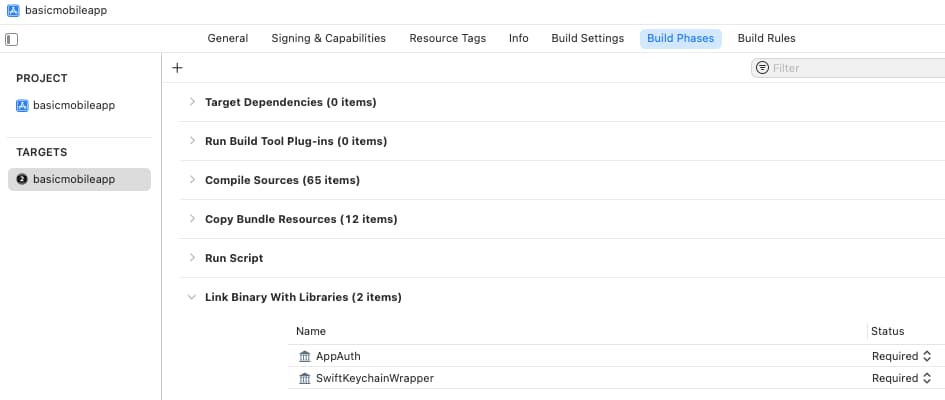 basicmobileapp
General Signing & Capabilities Resource Tags Info Build Settings Build Phases Build Rules
PROJECT
basicmobileapp
TARGETS
2 basicmobileapp
+ Filter
Target Dependencies (0 items)
Run Build Tool Plug-ins (0 items)
Compile Sources (65 items)
Copy Bundle Resources (12 items)
Run Script
Link Binary With Libraries (2 items)
Name Status
AppAuth Required
SwiftKeychainWrapper Required